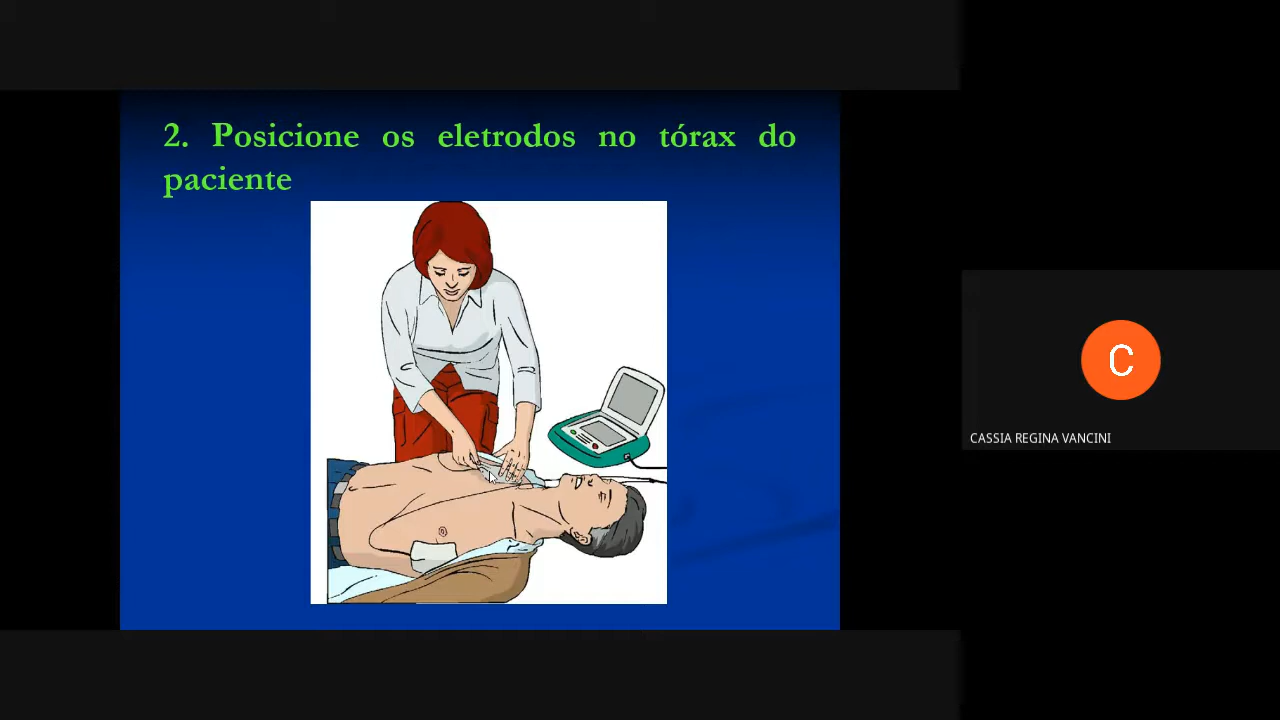 2. Posicione os eletrodos no tórax do
paciente
C
CASSIA REGINA VANCINI